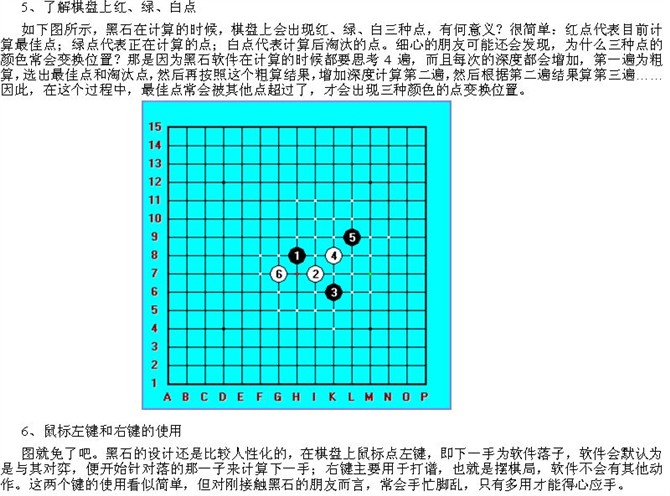 5、了解棋盘上红、绿、白点
如下图所示，黑石在计算的时候，棋盘上会出现红、绿、白三种点，有何意义？很简单：红点代表目前计
算最佳点；绿点代表正在计算的点；白点代表计算后淘汰的点。细心的朋友可能还会发现，为什么三种点的
颜色常会变换位置？那是因为黑石软件在计算的时候都要思考 4 遍，而且每次的深度都会增加，第一遍为粗
算，选出最佳点和淘汰点，然后再按照这个粗算结果，增加深度计算第二遍，然后根据第二遍结果算第三遍……
因此，在这个过程中，最佳点常会被其他点超过了，才会出现三种颜色的点变换位置。
15
14
13
12
11
10
9 5
8 1 4
7 6 2
6 3
5
4
3
2
1
A B C D E F G H I K L M N O P
6、鼠标左键和右键的使用
图就免了吧。黑石的设计还是比较人性化的，在棋盘上鼠标点左键，即下一手为软件落子，软件会默认为
是与其对弈，便开始针对落的那一子来计算下一手；右键主要用于打谱，也就是摆棋局，软件不会有其他动
作。这两个键的使用看似简单，但对刚接触黑石的朋友而言，常会手忙脚乱，只有多用才能得心应手。